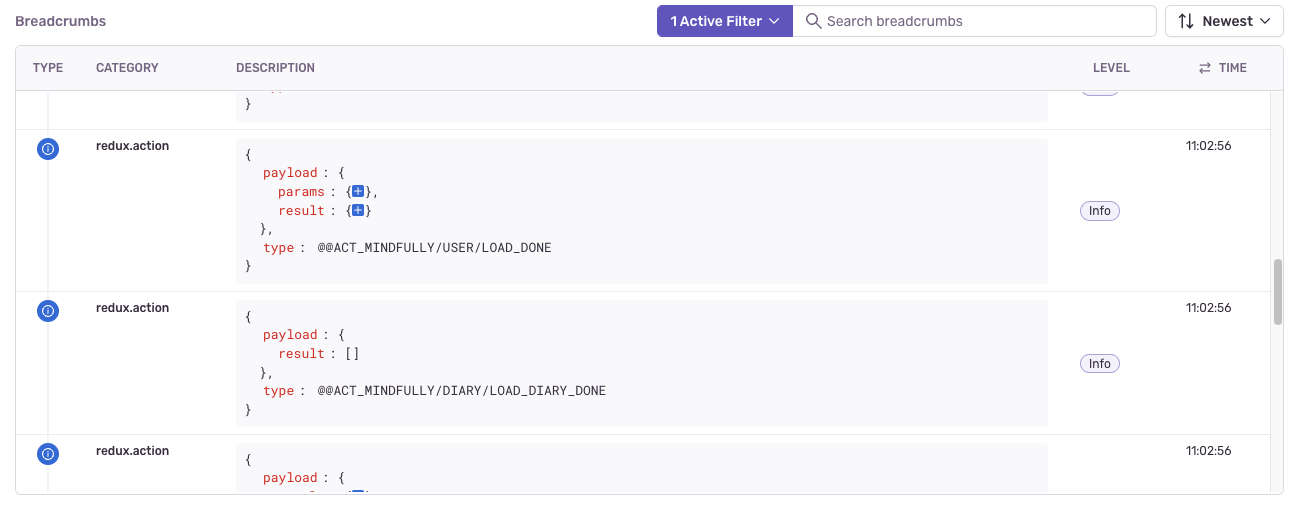 Breadcrumbs
1 Active Filter
Search breadcrumbs
Newest
TYPE CATEGORY DESCRIPTION LEVEL TIME
}
redux.action
{
payload : {
params : {+},
result : {+}
},
type : @@ACT_MINDFULLY/USER/LOAD_DONE
}
Info
11:02:56
redux.action
{
payload : {
result : []
},
type : @@ACT_MINDFULLY/DIARY/LOAD_DIARY_DONE
}
Info
11:02:56
redux.action
{
payload : {
11:02:56